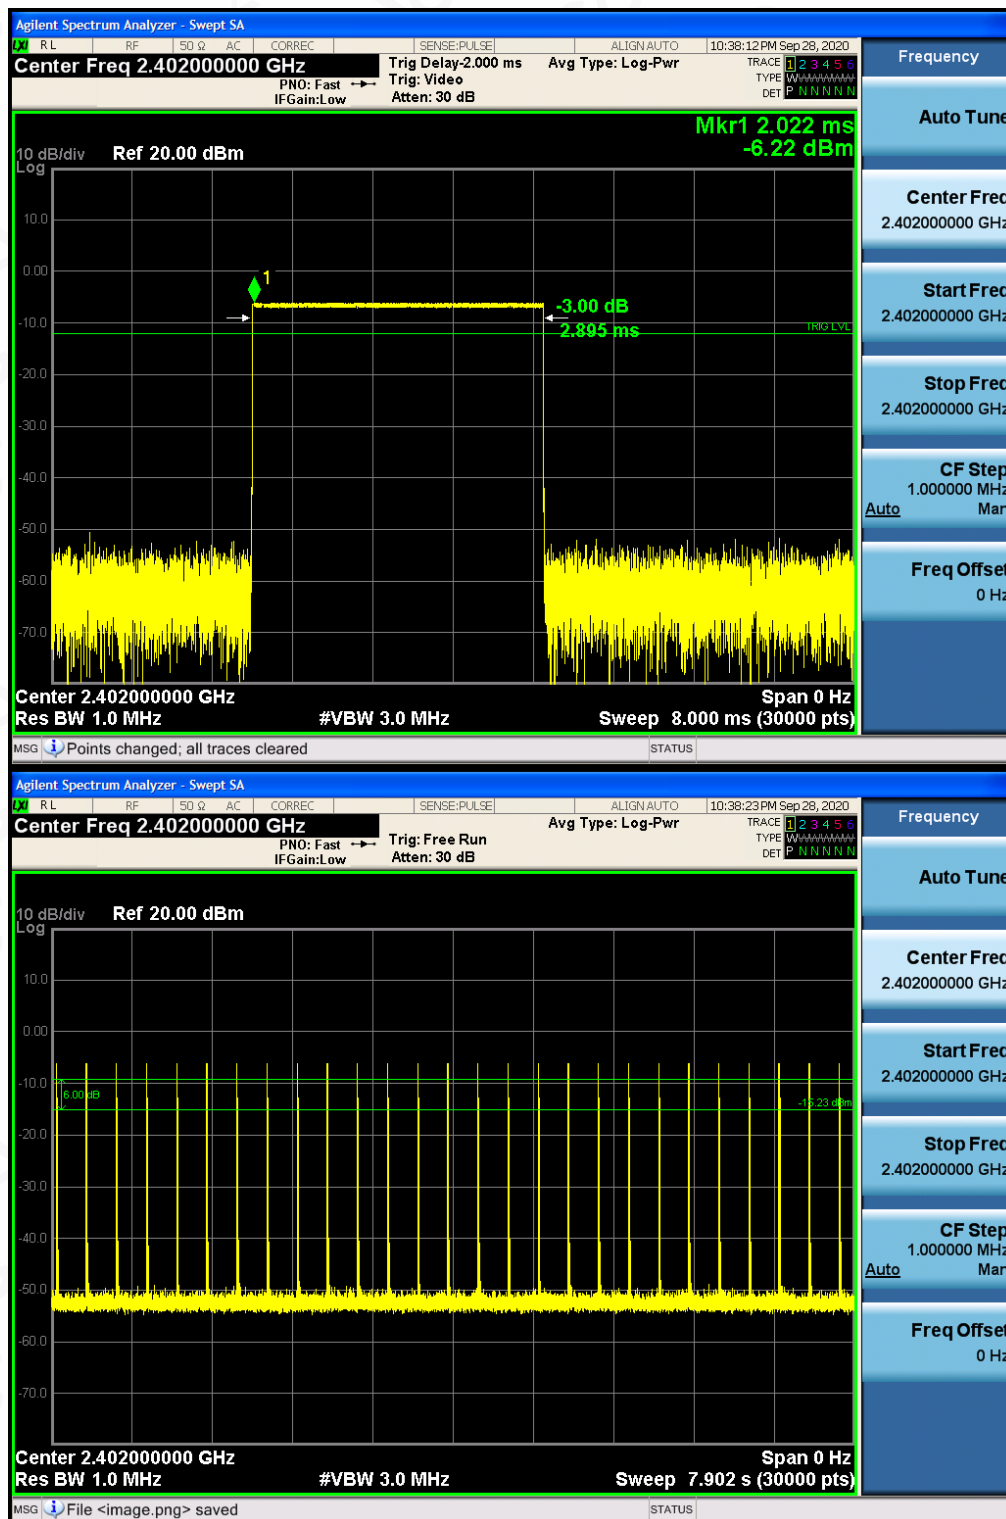 Agilent Spectrum Analyzer - Swept SA
LXI RL RF 50 Ω AC CORREC SENSE:PULSE ALIGN AUTO 10:38:12 PM Sep 28, 2020
Center Freq 2.402000000 GHz
PNO: Fast
IFGain:Low
Trig Delay-2.000 ms
Trig: Video
Atten: 30 dB
Avg Type: Log-Pwr
TRACE 1 2 3 4 5 6
TYPE WWWWWW
DET P N N N N N
Mkr1 2.022 ms
-6.22 dBm
10 dB/div Ref 20.00 dBm
Log
10.0
0.00
1
-3.00 dB
-10.0
2.895 ms
TRIG LVL
-20.0
-30.0
-40.0
-50.0
-60.0
-70.0
Center 2.402000000 GHz Span 0 Hz
Res BW 1.0 MHz #VBW 3.0 MHz Sweep 8.000 ms (30000 pts)
MSG Points changed; all traces cleared STATUS
Frequency
Auto Tune
Center Freq
2.402000000 GHz
Start Freq
2.402000000 GHz
Stop Freq
2.402000000 GHz
CF Step
1.000000 MHz
Auto Man
Freq Offset
0 Hz
Agilent Spectrum Analyzer - Swept SA
LXI RL RF 50 Ω AC CORREC SENSE:PULSE ALIGN AUTO 10:38:23 PM Sep 28, 2020
Center Freq 2.402000000 GHz
PNO: Fast
IFGain:Low
Trig: Free Run
Atten: 30 dB
Avg Type: Log-Pwr
TRACE 1 2 3 4 5 6
TYPE WWWWWW
DET P N N N N N
10 dB/div Ref 20.00 dBm
Log
10.0
0.00
-10.0
6.00 dB
-15.23 dBm
-20.0
-30.0
-40.0
-50.0
-60.0
-70.0
Center 2.402000000 GHz Span 0 Hz
Res BW 1.0 MHz #VBW 3.0 MHz Sweep 7.902 s (30000 pts)
MSG File <image.png> saved STATUS
Frequency
Auto Tune
Center Freq
2.402000000 GHz
Start Freq
2.402000000 GHz
Stop Freq
2.402000000 GHz
CF Step
1.000000 MHz
Auto Man
Freq Offset
0 Hz